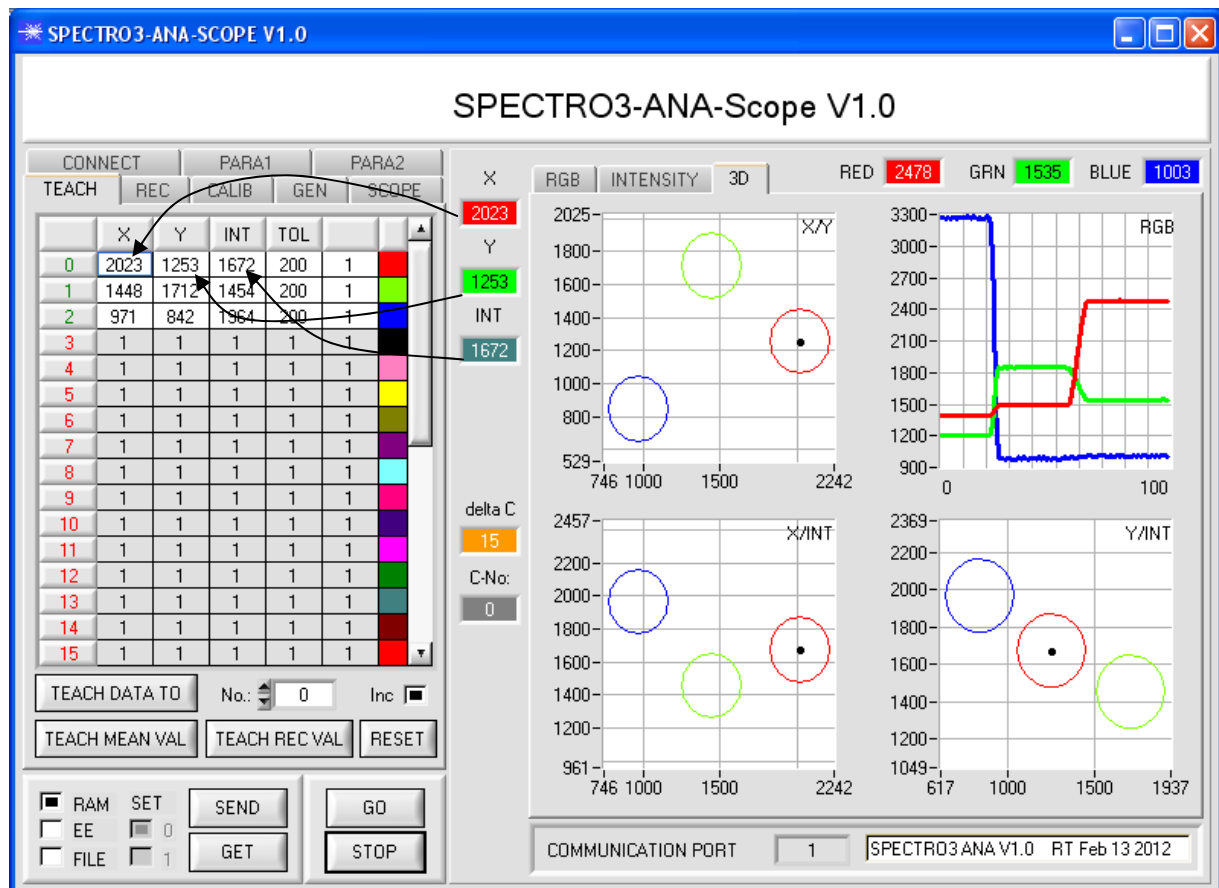 SPECTRO3-ANA-SCOPE V1.0
SPECTRO3-ANA-Scope V1.0
CONNECT PARA1 PARA2
TEACH REC CALIB GEN SCOPE
X Y INT TOL
0 2023 1253 1672 200 1
1 1448 1712 1454 200 1
2 971 842 1964 200 1
3 1 1 1 1 1
4 1 1 1 1 1
5 1 1 1 1 1
6 1 1 1 1 1
7 1 1 1 1 1
8 1 1 1 1 1
9 1 1 1 1 1
10 1 1 1 1 1
11 1 1 1 1 1
12 1 1 1 1 1
13 1 1 1 1 1
14 1 1 1 1 1
15 1 1 1 1 1
TEACH DATA TO No.: 0 Inc
TEACH MEAN VAL TEACH REC VAL RESET
RAM SET SEND GO
EE 0
FILE 1 GET STOP
X
2023
Y
1253
INT
1672
delta C
15
C-No:
0
RGB INTENSITY 3D RED 2478 GRN 1535 BLUE 1003
X/Y
2025
1800
1600
1400
1200
1000
800
529
746 1000 1500 2242
RGB
3300
3000
2700
2400
2100
1800
1500
1200
900
0 100
X/INT
2457
2200
2000
1800
1600
1400
1200
961
746 1000 1500 2242
Y/INT
2369
2200
2000
1800
1600
1400
1200
1049
617 1000 1500 1937
COMMUNICATION PORT 1 SPECTRO3 ANA V1.0 RT Feb 13 2012